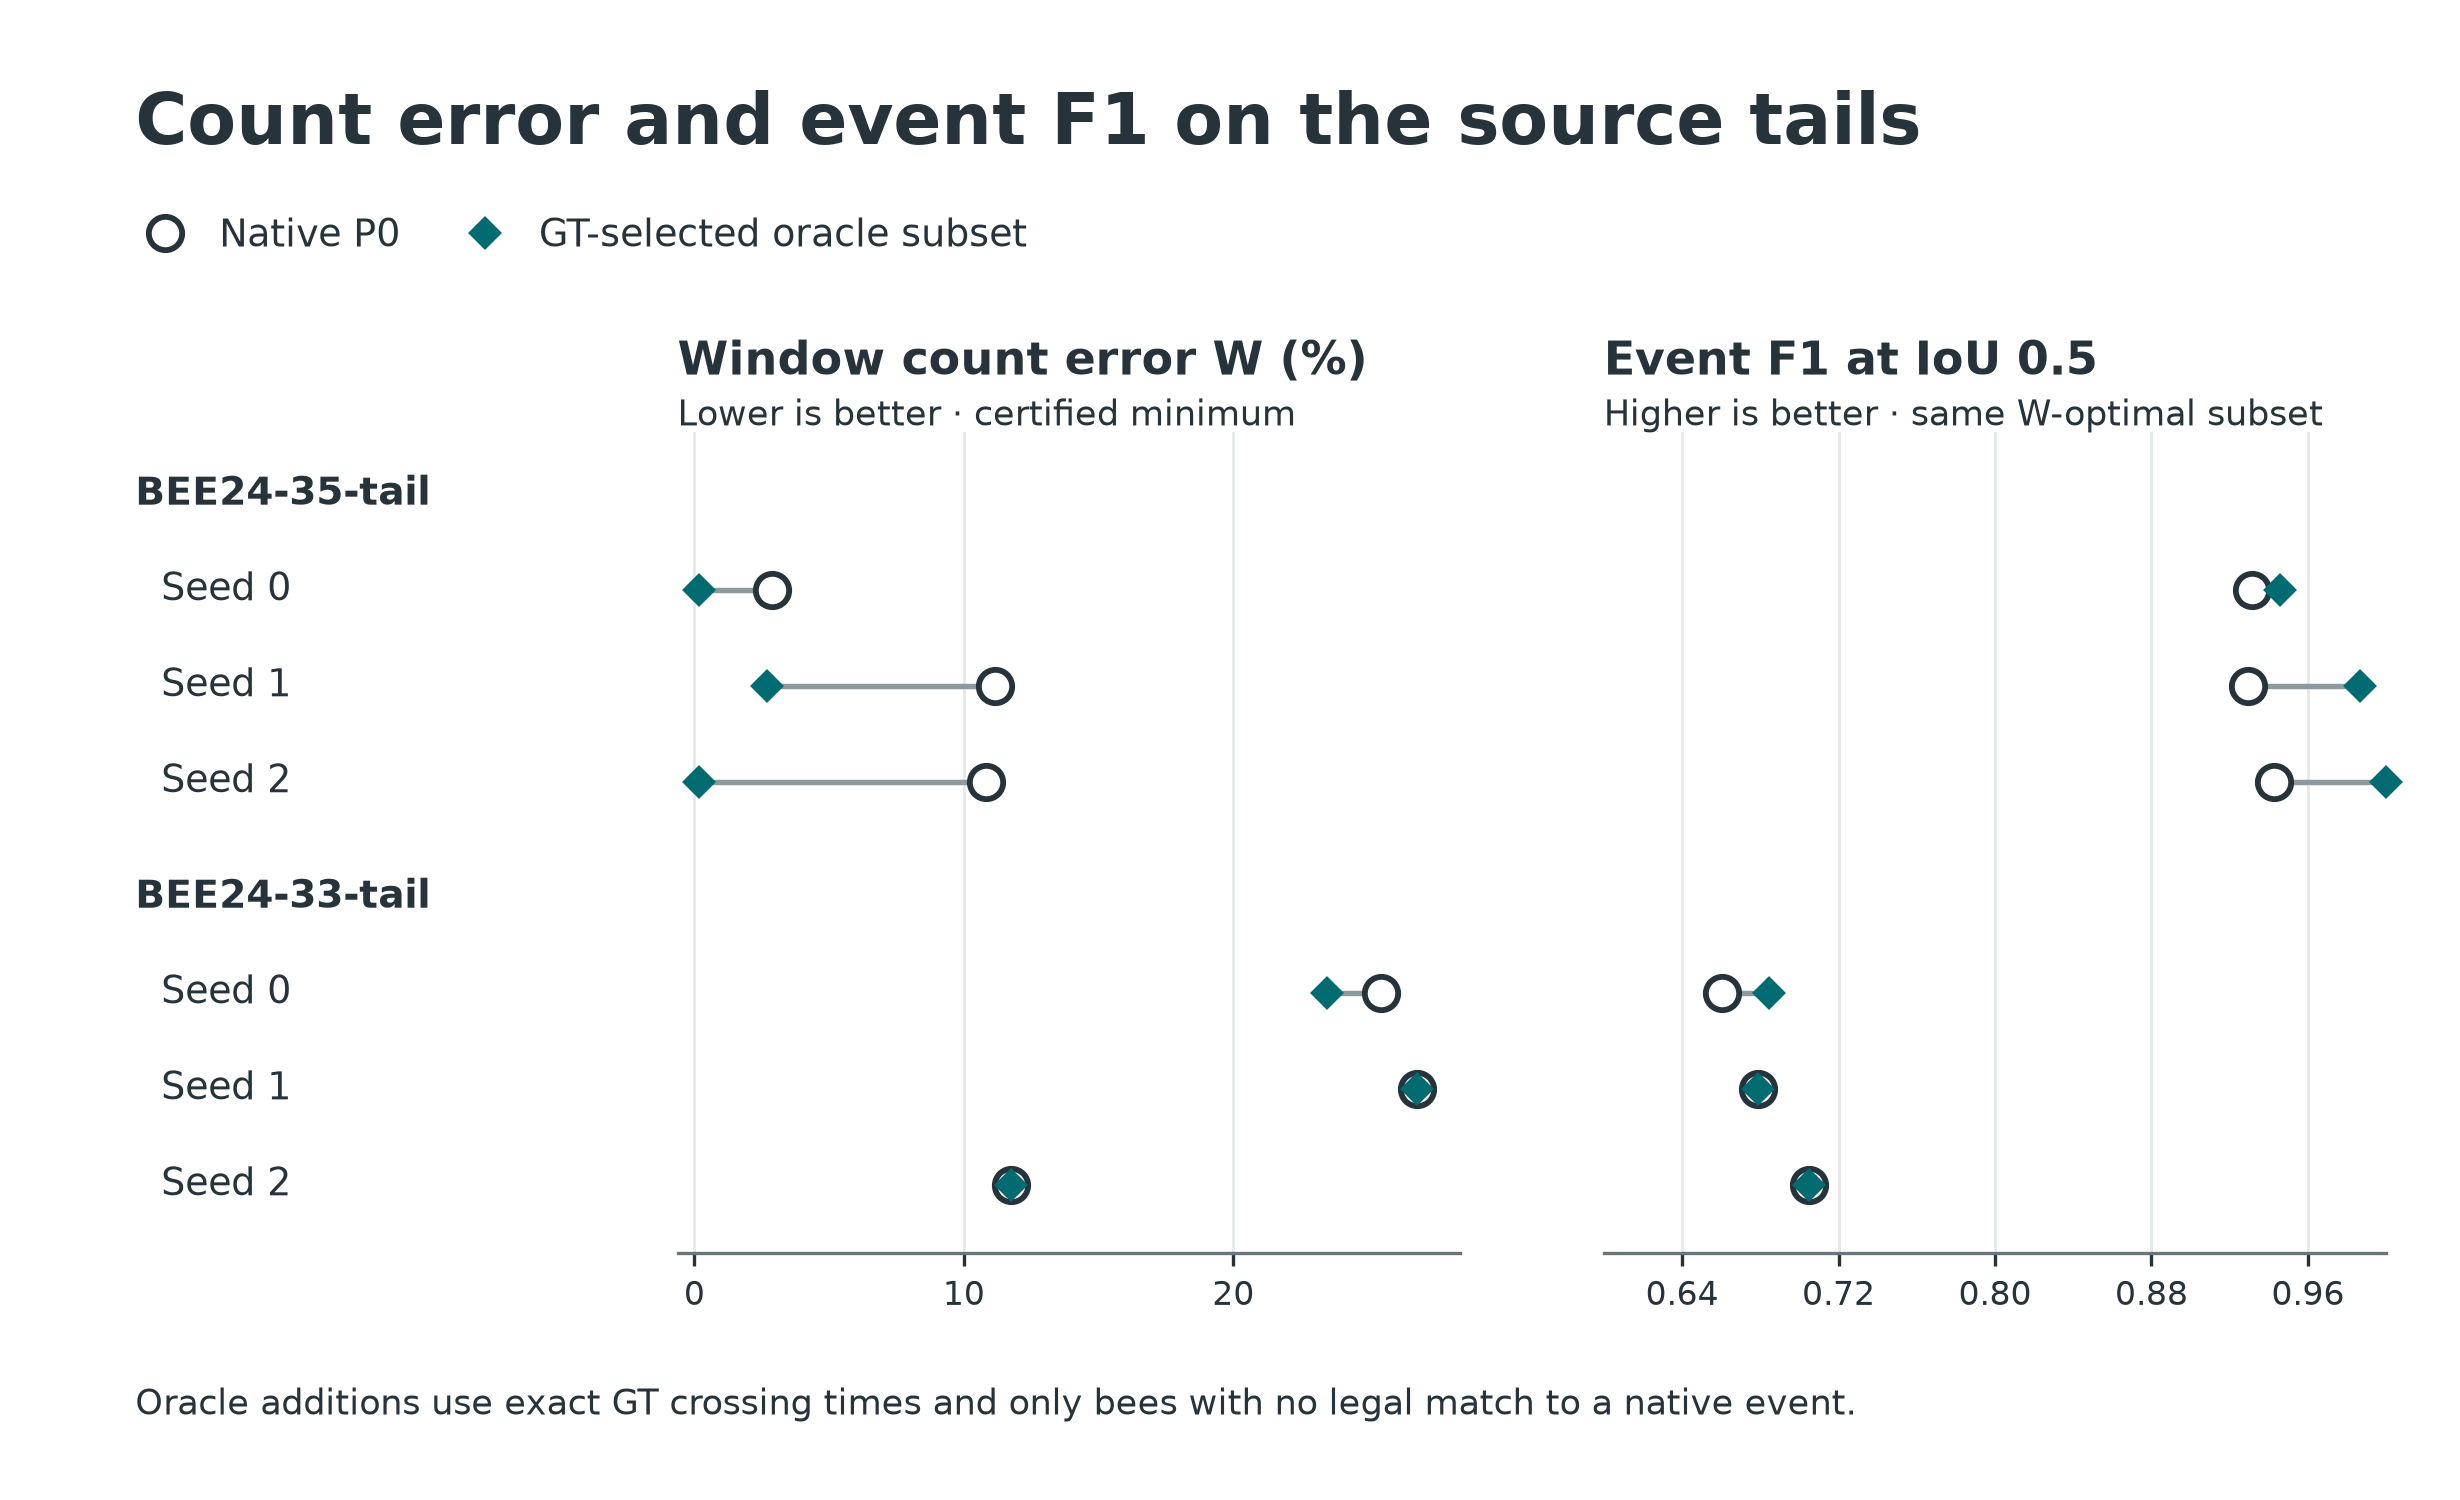 Count error and event F1 on the source tails
Native P0
GT-selected oracle subset
Window count error W (%)
Lower is better · certified minimum
Event F1 at IoU 0.5
Higher is better · same W-optimal subset
BEE24-35-tail
Seed 0
Seed 1
Seed 2
BEE24-33-tail
Seed 0
Seed 1
Seed 2
0 10 20
0.64 0.72 0.80 0.88 0.96
Oracle additions use exact GT crossing times and only bees with no legal match to a native event.